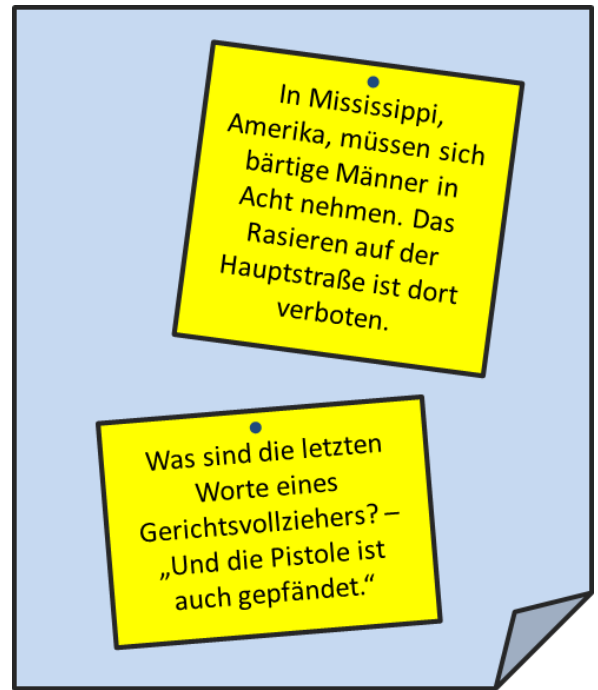 In Mississippi,
Amerika, müssen sich
bärtige Männer in
Acht nehmen. Das
Rasieren auf der
Hauptstraße ist dort
verboten.
Was sind die letzten
Worte eines
Gerichtsvollziehers? –
„Und die Pistole ist
auch gepfändet.“